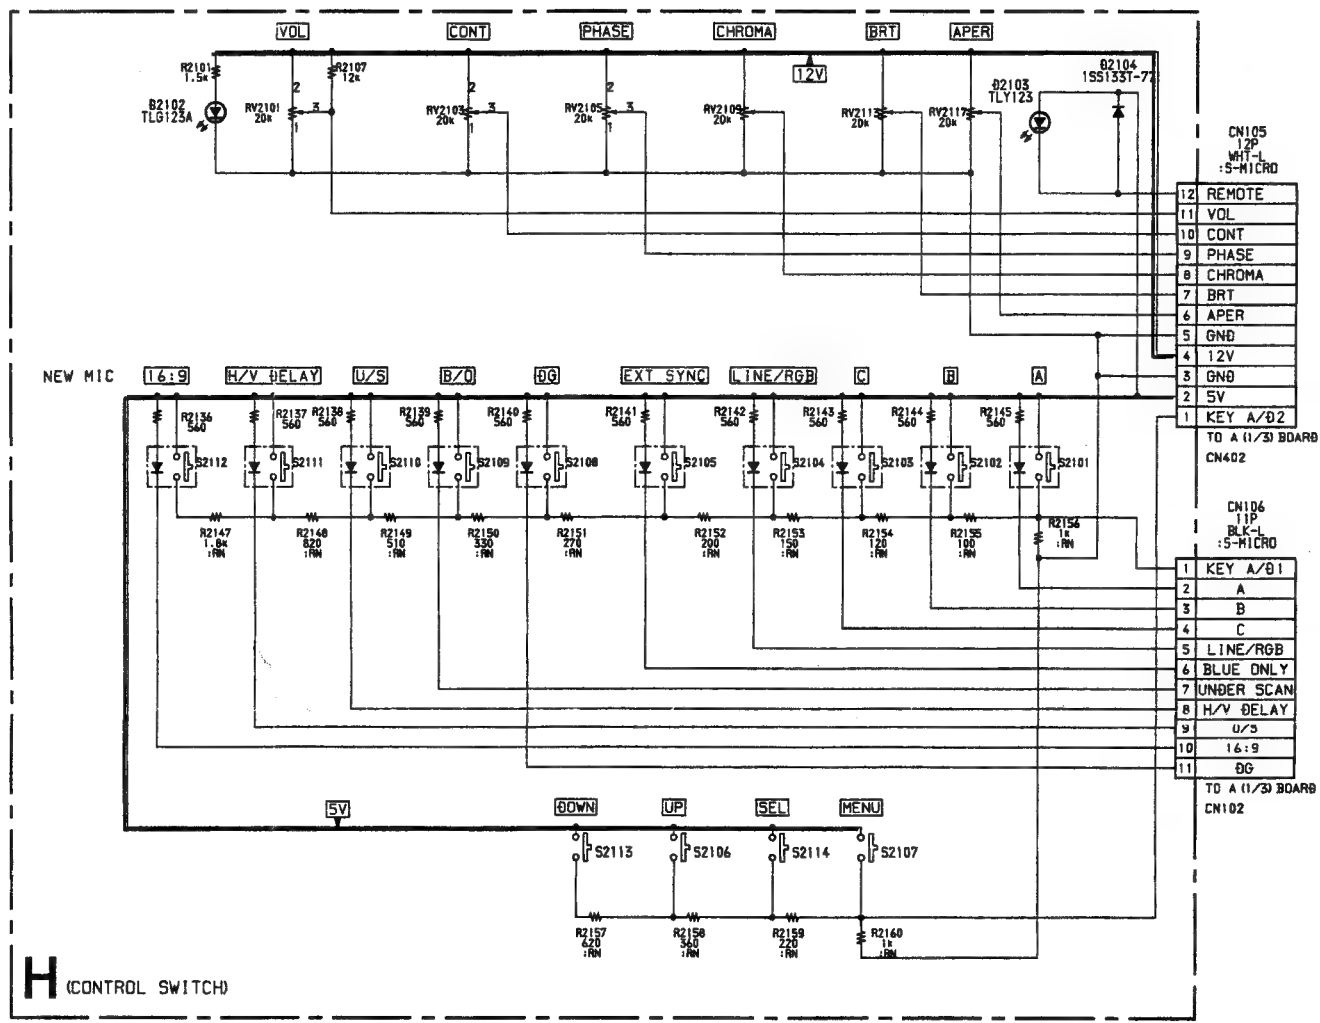 VOL
CONT
PHASE
CHROMA
BRT
APER
12V
R2101
1.5k
R2107
12k
D2102
TLG123A
RV2101
20k
2
3
1
RV2103
20k
2
3
1
RV2105
20k
2
3
1
RV2109
20k
RV2113
20k
RV2117
20k
D2103
TLY123
D2104
1SS133T-77
CN105
12P
WHT-L
:S-MICRO
12 REMOTE
11 VOL
10 CONT
9 PHASE
8 CHROMA
7 BRT
6 APER
5 GND
4 12V
3 GND
2 5V
1 KEY A/D2
TO A (1/3) BOARD
CN402
NEW MIC
16:9
H/V DELAY
U/S
B/O
DG
EXT SYNC
LINE/RGB
C
B
A
R2136
560
R2137
560
R2138
560
R2139
560
R2140
560
R2141
560
R2142
560
R2143
560
R2144
560
R2145
560
S2112
S2111
S2110
S2109
S2108
S2105
S2104
S2103
S2102
S2101
R2147
1.8k
:RN
R2148
820
:RN
R2149
510
:RN
R2150
330
:RN
R2151
270
:RN
R2152
200
:RN
R2153
150
:RN
R2154
120
:RN
R2155
100
:RN
R2156
1k
:RN
CN106
11P
BLK-L
:S-MICRO
1 KEY A/D1
2 A
3 B
4 C
5 LINE/RGB
6 BLUE ONLY
7 UNDER SCAN
8 H/V DELAY
9 U/S
10 16:9
11 DG
TO A (1/3) BOARD
CN102
5V
DOWN
UP
SEL
MENU
S2113
S2106
S2114
S2107
R2157
620
:RN
R2158
360
:RN
R2159
220
:RN
R2160
1k
:RN
H (CONTROL SWITCH)